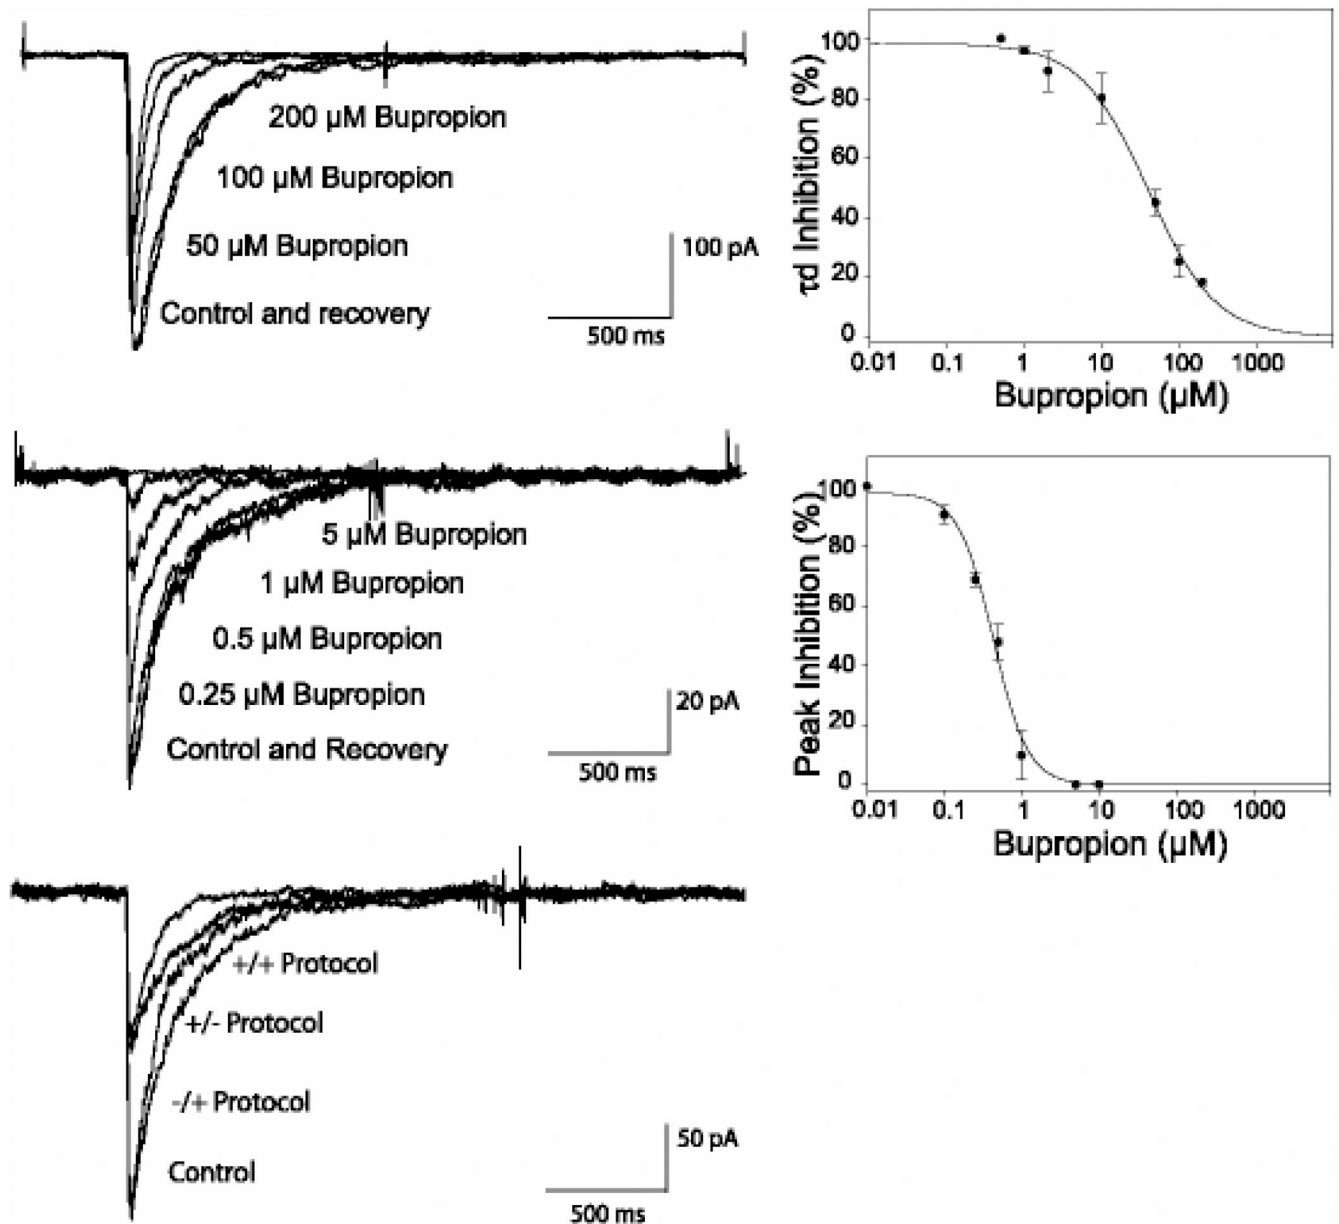 200 µM Bupropion
100 µM Bupropion
50 µM Bupropion
Control and recovery
100 pA
500 ms
τd Inhibition (%)
100
80
60
40
20
0
0.01 0.1 1 10 100 1000
Bupropion (µM)
5 µM Bupropion
1 µM Bupropion
0.5 µM Bupropion
0.25 µM Bupropion
Control and Recovery
20 pA
500 ms
Peak Inhibition (%)
100
80
60
40
20
0
0.01 0.1 1 10 100 1000
Bupropion (µM)
+/+ Protocol
+/- Protocol
-/+ Protocol
Control
50 pA
500 ms